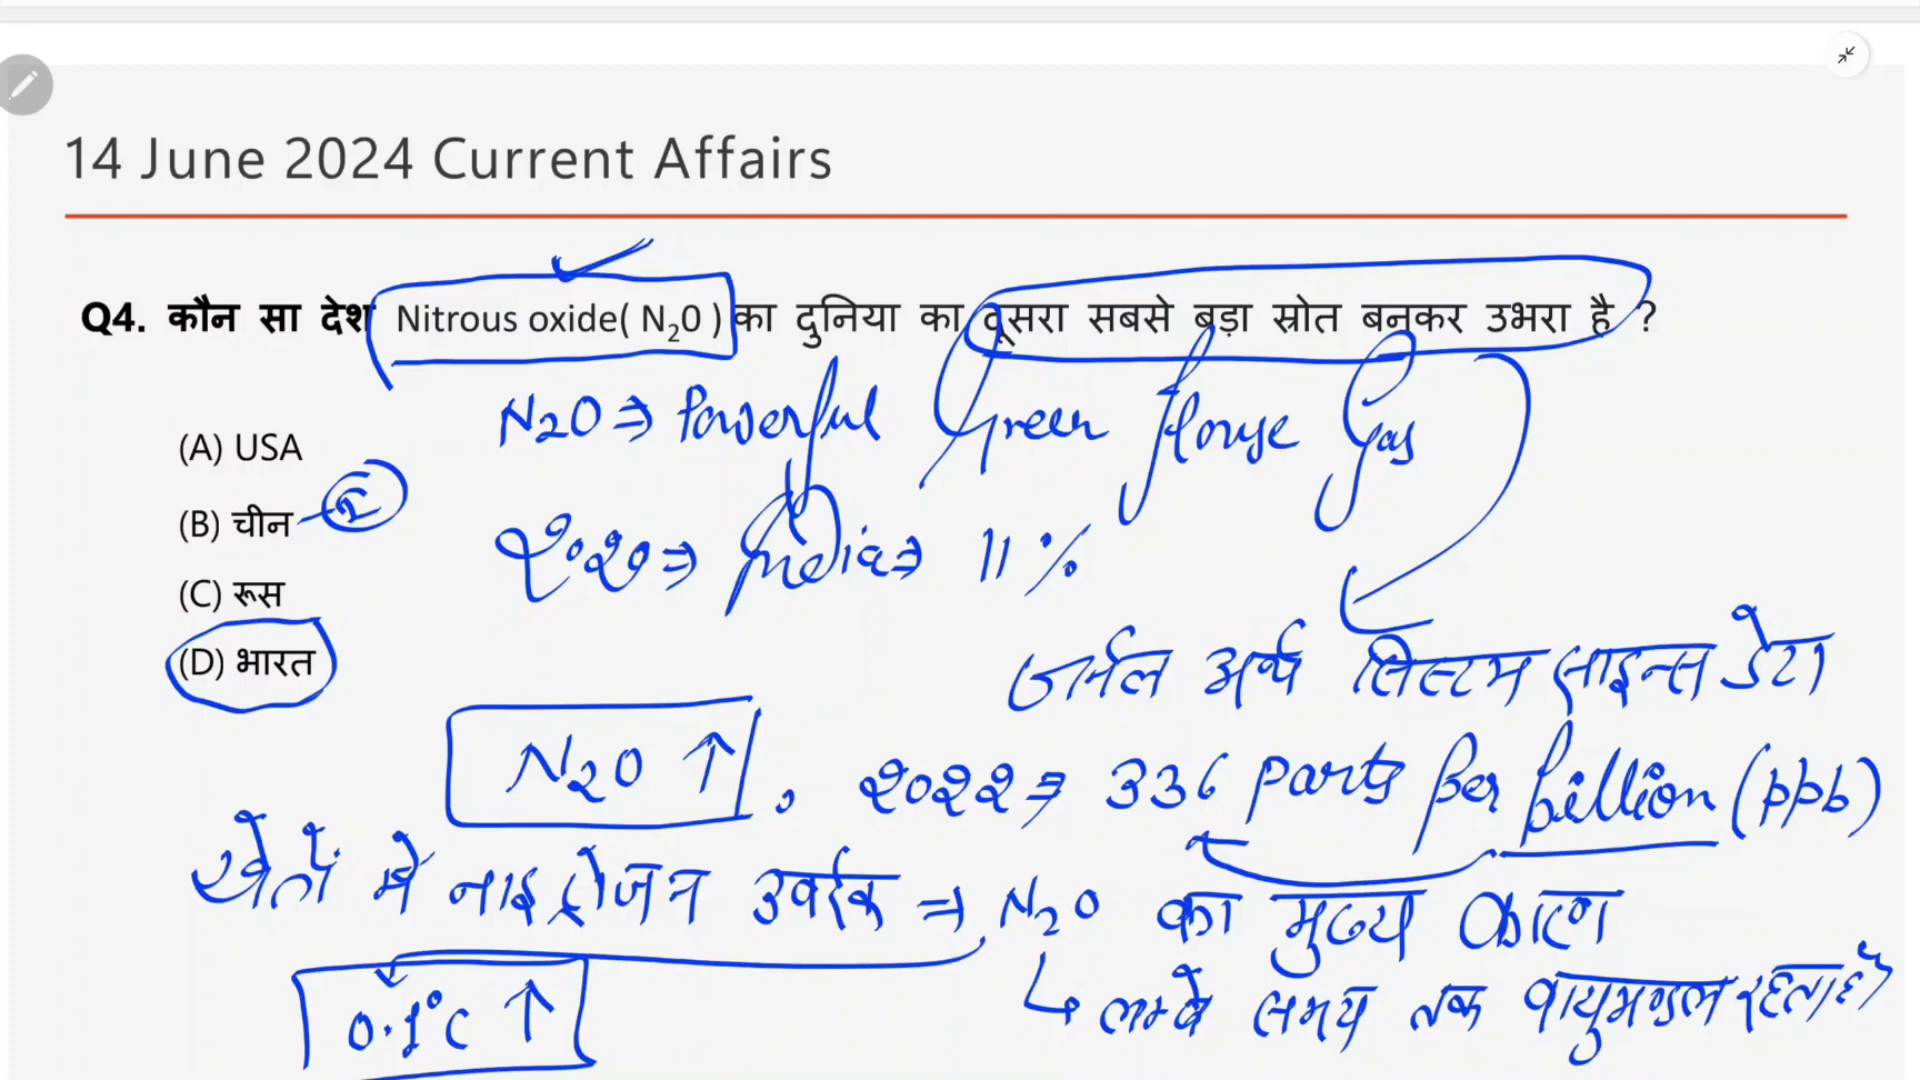 14 June 2024 Current Affairs
Q4. कौन सा देश Nitrous oxide( N₂O ) का दुनिया का दूसरा सबसे बड़ा स्रोत बनकर उभरा है ?
N₂O ⇒ Powerful Green House Gas
(A) USA
(B) चीन
(C) रूस
(D) भारत
2020 ⇒ India ⇒ 11 %
जर्नल अर्थ सिस्टम साइन्स डेटा
N₂O ↑ , 2022 ⇒ 336 parts per billion (ppb)
खेतों में नाइट्रोजन उर्वरक ⇒ N₂O का मुख्य कारण
0.1°C ↑
लम्बे समय तक वायुमण्डल रहता है